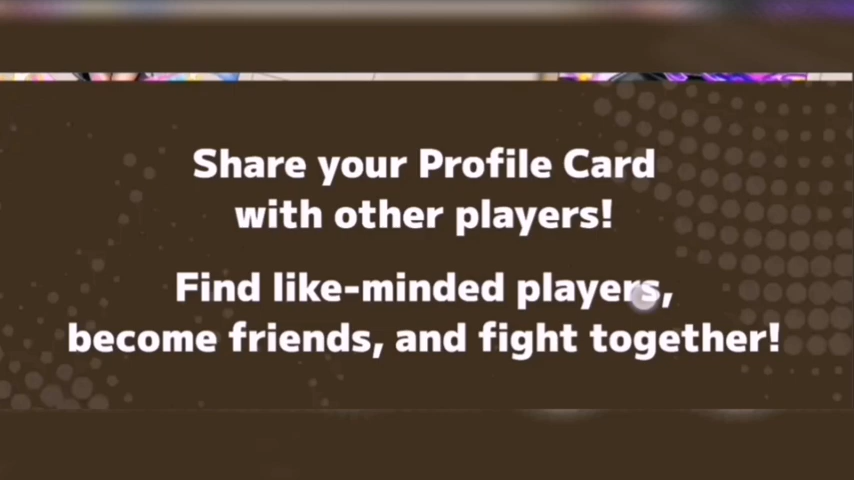 Share your Profile Card
with other players!
Find like-minded players,
become friends, and fight together!